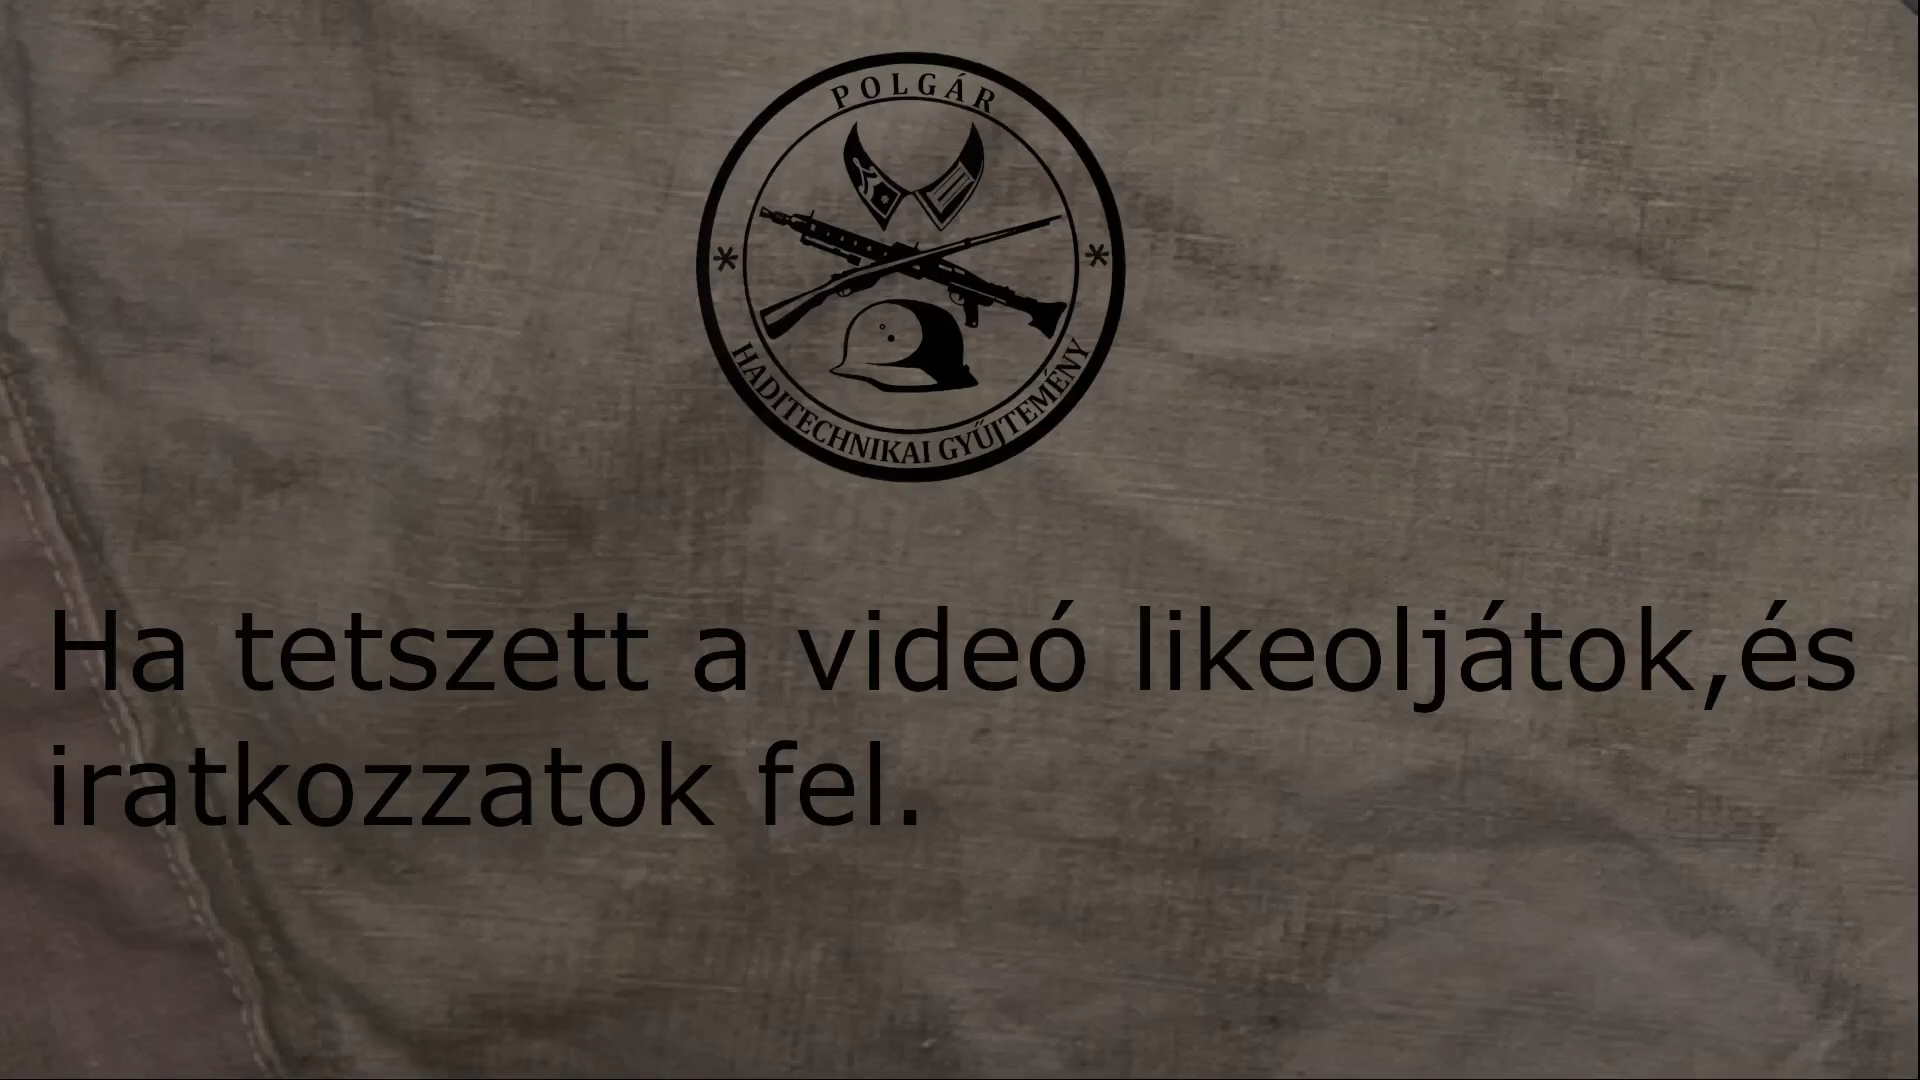 POLGÁR
* *
HADITECHNIKAI GYŰJTEMÉNY
Ha tetszett a videó likeoljátok,és
iratkozzatok fel.